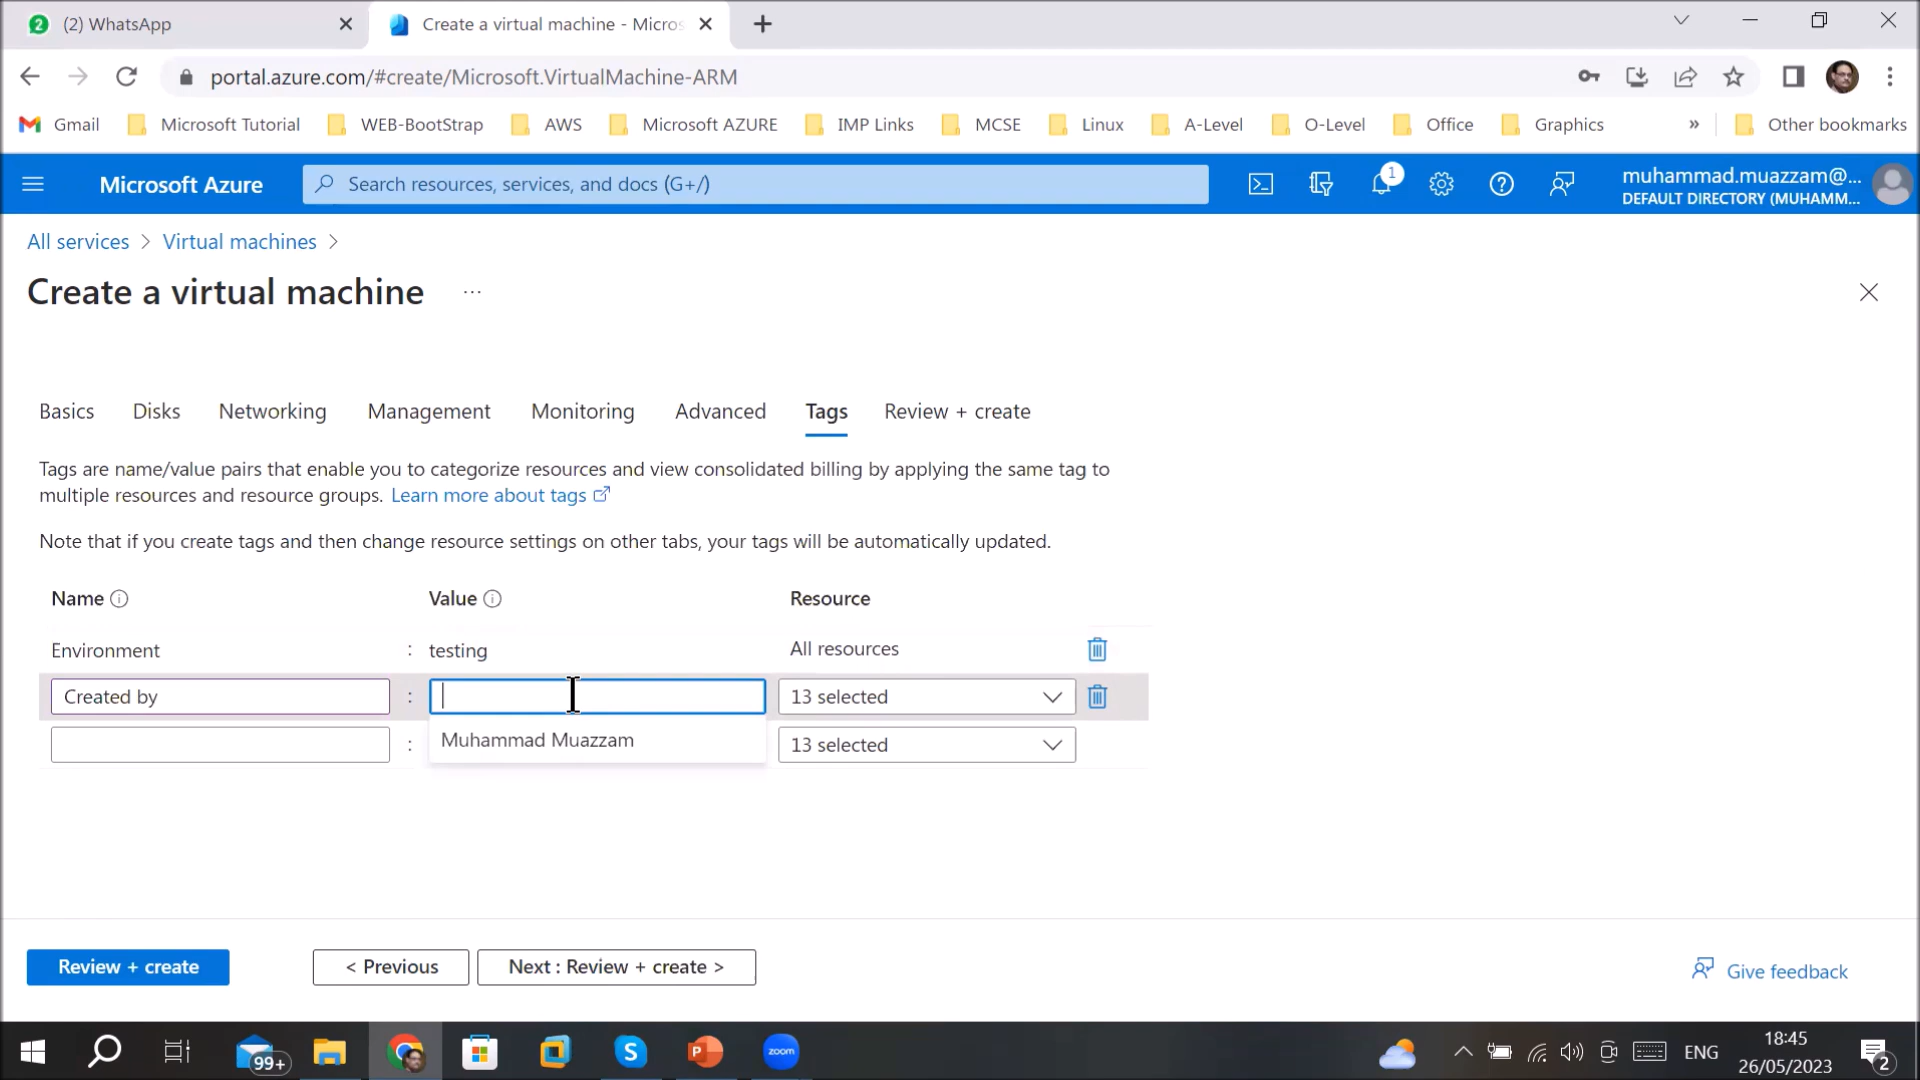 2 (2) WhatsApp
Create a virtual machine - Micros
portal.azure.com/#create/Microsoft.VirtualMachine-ARM
Gmail Microsoft Tutorial WEB-BootStrap AWS Microsoft AZURE IMP Links MCSE Linux A-Level O-Level Office Graphics » Other bookmarks
Microsoft Azure Search resources, services, and docs (G+/) 1 muhammad.muazzam@...
DEFAULT DIRECTORY (MUHAMM...
All services > Virtual machines >
Create a virtual machine ...
Basics Disks Networking Management Monitoring Advanced Tags Review + create
Tags are name/value pairs that enable you to categorize resources and view consolidated billing by applying the same tag to
multiple resources and resource groups. Learn more about tags
Note that if you create tags and then change resource settings on other tabs, your tags will be automatically updated.
Name Value Resource
Environment : testing All resources
Created by : 13 selected
: Muhammad Muazzam 13 selected
Review + create < Previous Next : Review + create > Give feedback
99+ S P zoom ENG 18:45
26/05/2023 2